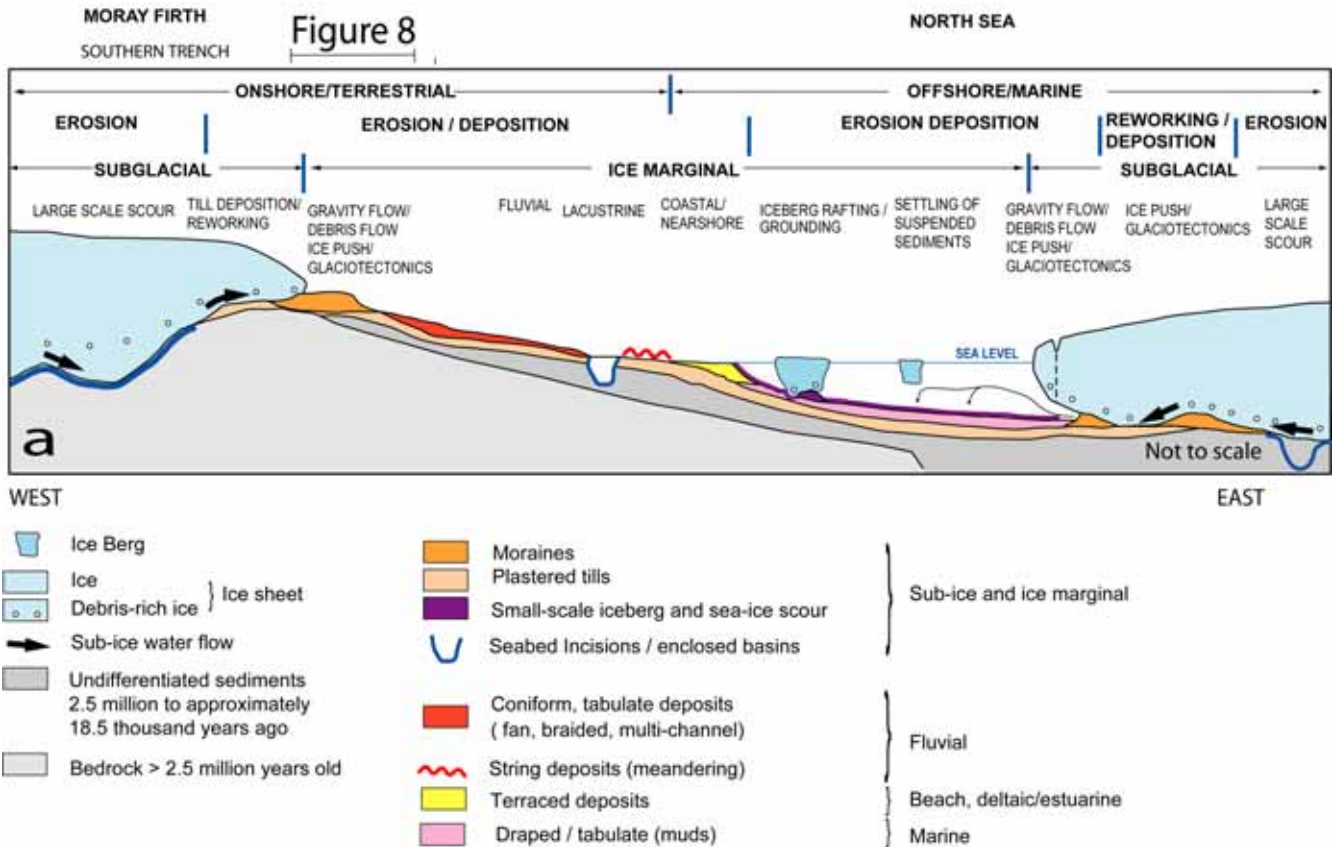 MORAY FIRTH
NORTH SEA
SOUTHERN TRENCH
Figure 8
ONSHORE/TERRESTRIAL
OFFSHORE/MARINE
EROSION
EROSION / DEPOSITION
EROSION DEPOSITION
REWORKING /
DEPOSITION
EROSION
SUBGLACIAL
ICE MARGINAL
SUBGLACIAL
LARGE SCALE SCOUR
TILL DEPOSITION/
REWORKING
GRAVITY FLOW/
DEBRIS FLOW
ICE PUSH/
GLACIOTECTONICS
FLUVIAL
LACUSTRINE
COASTAL/
NEARSHORE
ICEBERG RAFTING /
GROUNDING
SETTLING OF
SUSPENDED
SEDIMENTS
GRAVITY FLOW/
DEBRIS FLOW
ICE PUSH/
GLACIOTECTONICS
ICE PUSH/
GLACIOTECTONICS
LARGE
SCALE
SCOUR
SEA LEVEL
a
Not to scale
WEST
EAST
Ice Berg
Ice
Debris-rich ice
Ice sheet
Sub-ice water flow
Undifferentiated sediments
2.5 million to approximately
18.5 thousand years ago
Bedrock > 2.5 million years old
Moraines
Plastered tills
Small-scale iceberg and sea-ice scour
Seabed Incisions / enclosed basins
Sub-ice and ice marginal
Coniform, tabulate deposits
( fan, braided, multi-channel)
String deposits (meandering)
Fluvial
Terraced deposits
Beach, deltaic/estuarine
Draped / tabulate (muds)
Marine